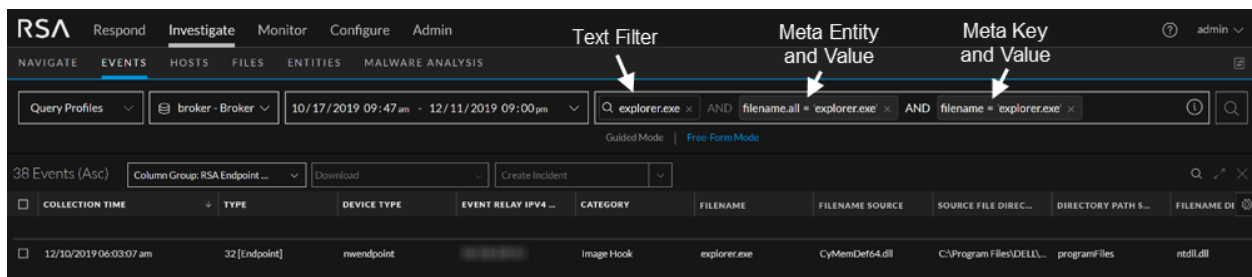 RSA Respond Investigate Monitor Configure Admin admin
Text Filter
Meta Entity and Value
Meta Key and Value
NAVIGATE EVENTS HOSTS FILES ENTITIES MALWARE ANALYSIS
Query Profiles broker - Broker 10/17/2019 09:47 am - 12/11/2019 09:00 pm explorer.exe × AND filename.all = 'explorer.exe' × AND filename = 'explorer.exe' ×
Guided Mode | Free-Form Mode
38 Events (Asc) Column Group: RSA Endpoint ... Download Create Incident
COLLECTION TIME TYPE DEVICE TYPE EVENT RELAY IPV4 ... CATEGORY FILENAME FILENAME SOURCE SOURCE FILE DIREC... DIRECTORY PATH S... FILENAME DI
12/10/2019 06:03:07 am 32 [Endpoint] nwendpoint Image Hook explorer.exe CyMemDef64.dll C:\Program Files\DELL\... programFiles ntdll.dll